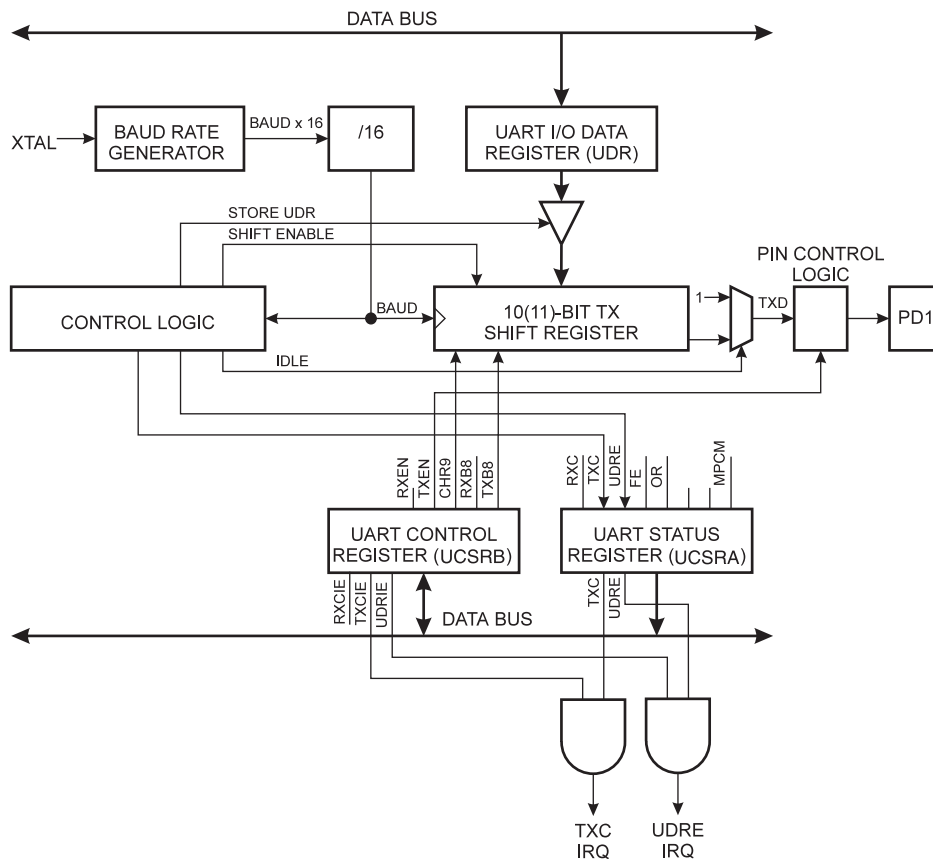 DATA BUS
XTAL
BAUD RATE
GENERATOR
BAUD x 16
/16
UART I/O DATA
REGISTER (UDR)
STORE UDR
SHIFT ENABLE
PIN CONTROL
LOGIC
CONTROL LOGIC
BAUD
10(11)-BIT TX
SHIFT REGISTER
1
TXD
PD1
IDLE
RXEN
TXEN
CHR9
RXB8
TXB8
RXC
TXC
UDRE
FE
OR
MPCM
UART CONTROL
REGISTER (UCSRB)
UART STATUS
REGISTER (UCSRA)
RXCIE
TXCIE
UDRIE
TXC
UDRE
DATA BUS
TXC
IRQ
UDRE
IRQ